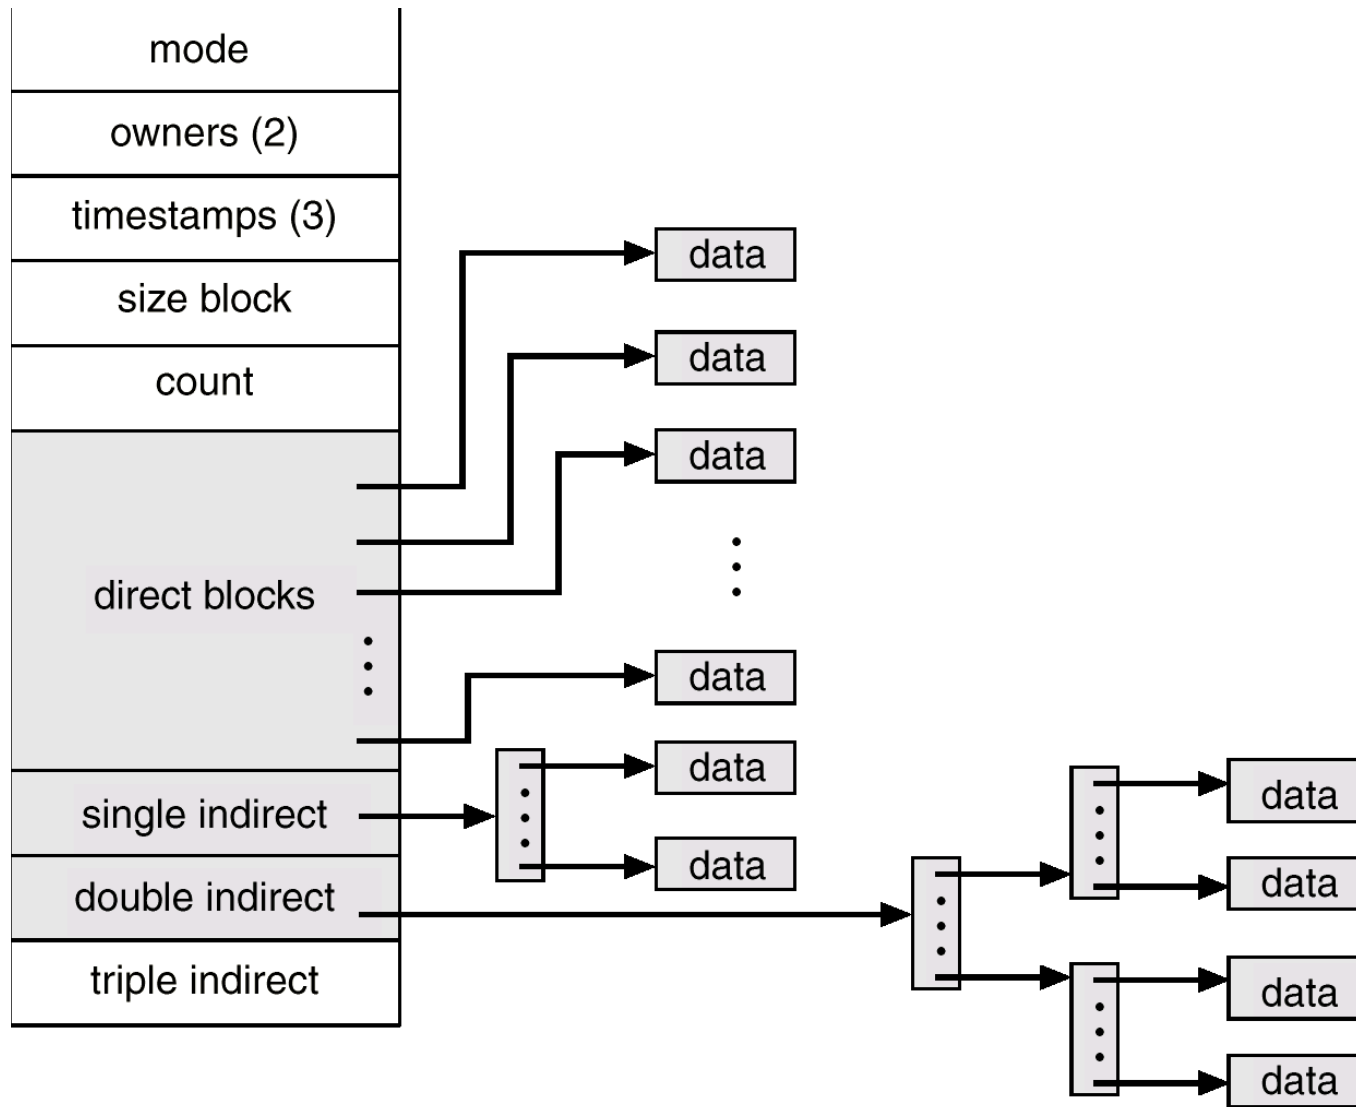 mode
owners (2)
timestamps (3)
size block
count
direct blocks
single indirect
double indirect
triple indirect
data
data
data
data
data
data
data
data
data
data